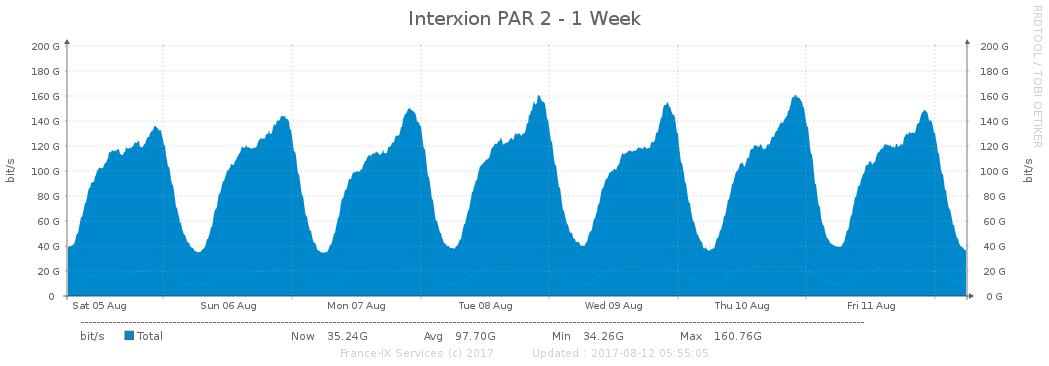 Interxion PAR 2 - 1 Week
RRDTOOL / TOBI OETIKER
200 G 200 G
180 G 180 G
160 G 160 G
140 G 140 G
120 G 120 G
100 G 100 G
80 G 80 G
60 G 60 G
40 G 40 G
20 G 20 G
0 0 G
bit/s bit/s
Sat 05 Aug Sun 06 Aug Mon 07 Aug Tue 08 Aug Wed 09 Aug Thu 10 Aug Fri 11 Aug
bit/s Total Now 35.24G Avg 97.70G Min 34.26G Max 160.76G
France-IX Services (c) 2017 Updated : 2017-08-12 05:55:05